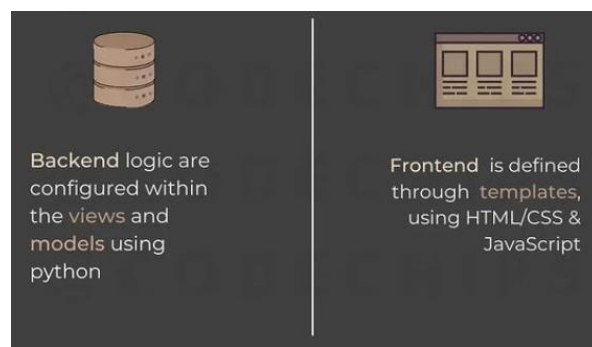 Backend logic are
configured within
the views and
models using
python
Frontend is defined
through templates,
using HTML/CSS &
JavaScript